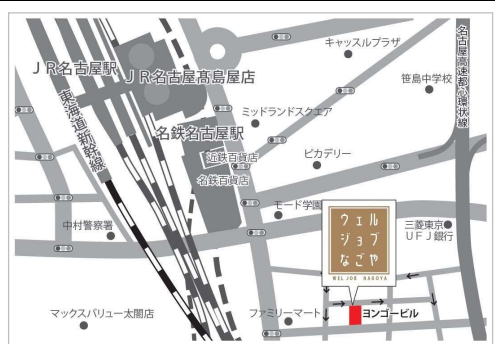 キャッスルプラザ
名古屋高速都心環状線
JR名古屋駅
JR名古屋髙島屋店
笹島中学校
東海道新幹線
ミッドランドスクエア
名鉄名古屋駅
近鉄百貨店
ピカデリー
名鉄百貨店
モード学園
中村警察署
ウェル
ジョブ
なごや
WEL JOB NAGOYA
三菱東京
UFJ銀行
マックスバリュー太閤店
ファミリーマート
ヨンゴービル